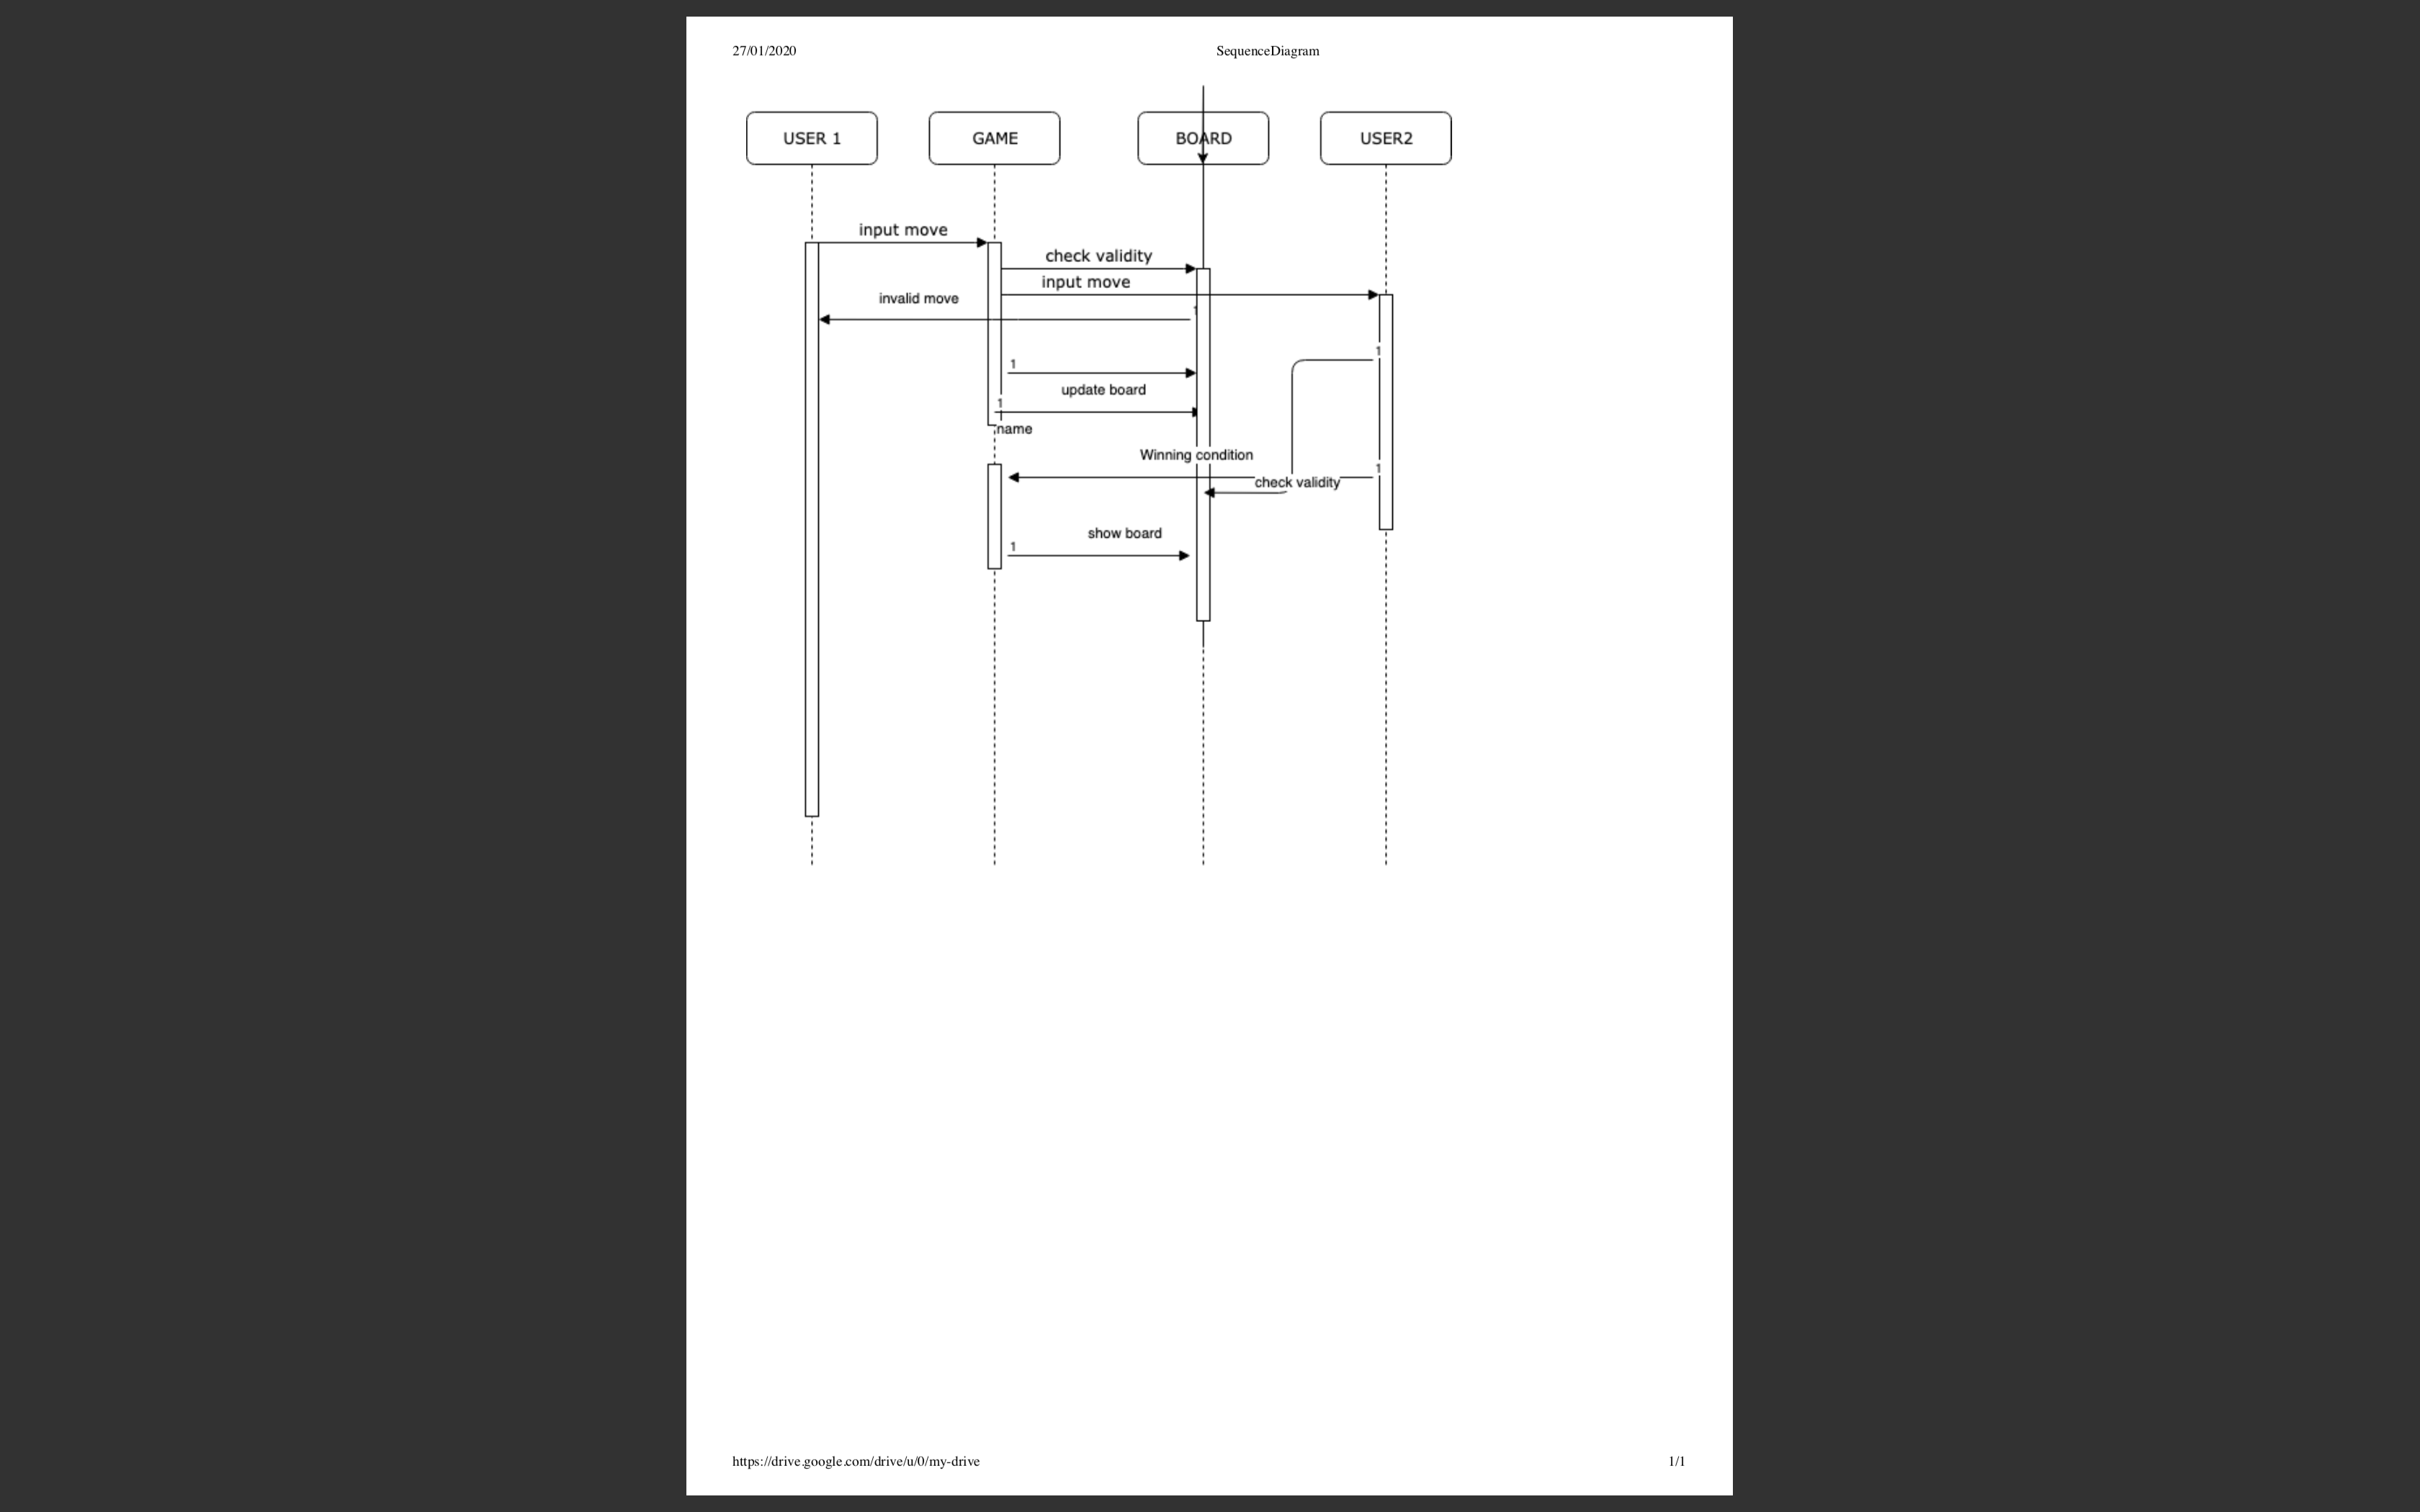 27/01/2020 SequenceDiagram
USER 1 GAME BOARD USER2
input move
check validity
input move
invalid move
1
1
1
update board
1
name
Winning condition
1
check validity
show board
1
https://drive.google.com/drive/u/0/my-drive 1/1